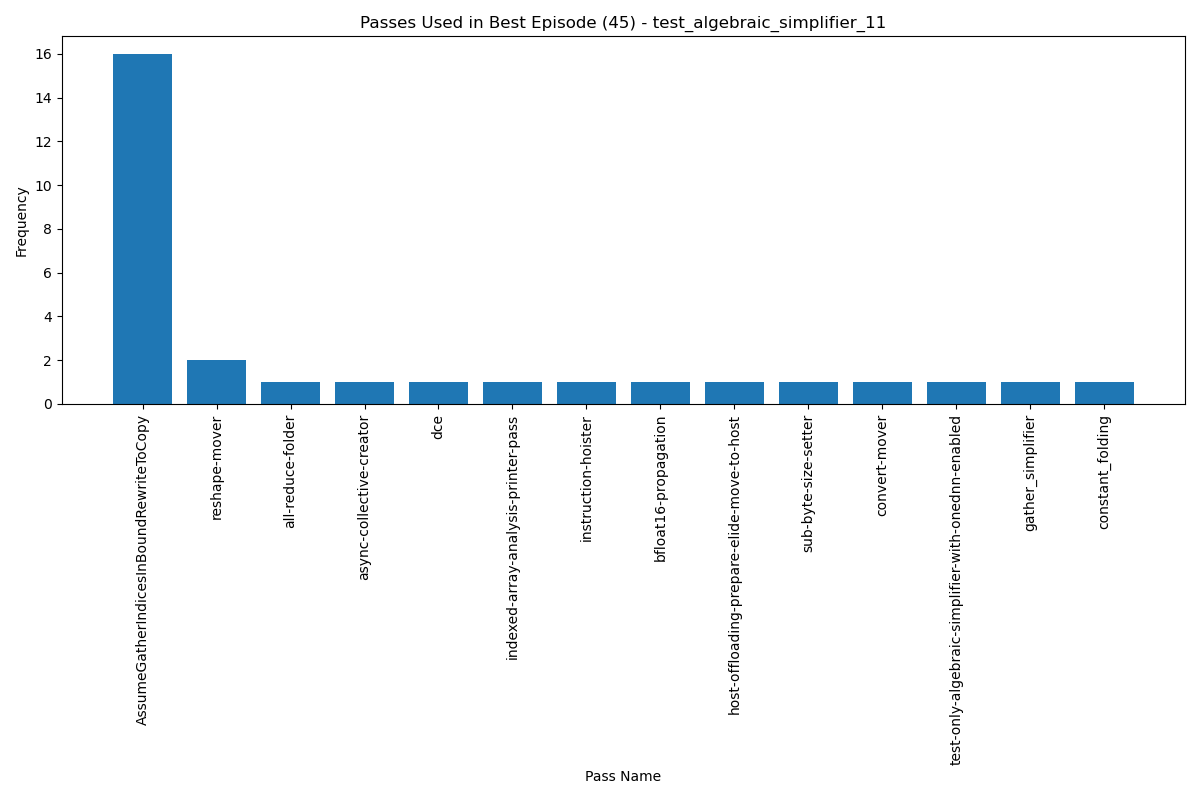 Passes Used in Best Episode (45) - test_algebraic_simplifier_11
Frequency
16
14
12
10
8
6
4
2
0
AssumeGatherIndicesInBoundRewriteToCopy
reshape-mover
all-reduce-folder
async-collective-creator
dce
indexed-array-analysis-printer-pass
instruction-hoister
bfloat16-propagation
host-offloading-prepare-elide-move-to-host
sub-byte-size-setter
convert-mover
test-only-algebraic-simplifier-with-onednn-enabled
gather_simplifier
constant_folding
Pass Name